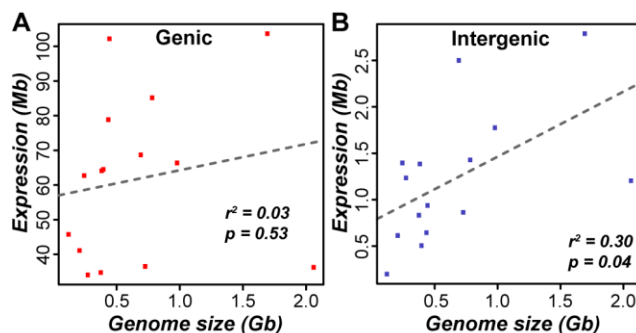 A
Genic
Expression (Mb)
100
90
80
70
60
50
40
r² = 0.03
p = 0.53
0.5
1.0
1.5
2.0
Genome size (Gb)
B
Intergenic
Expression (Mb)
2.5
2.0
1.5
1.0
0.5
r² = 0.30
p = 0.04
0.5
1.0
1.5
2.0
Genome size (Gb)